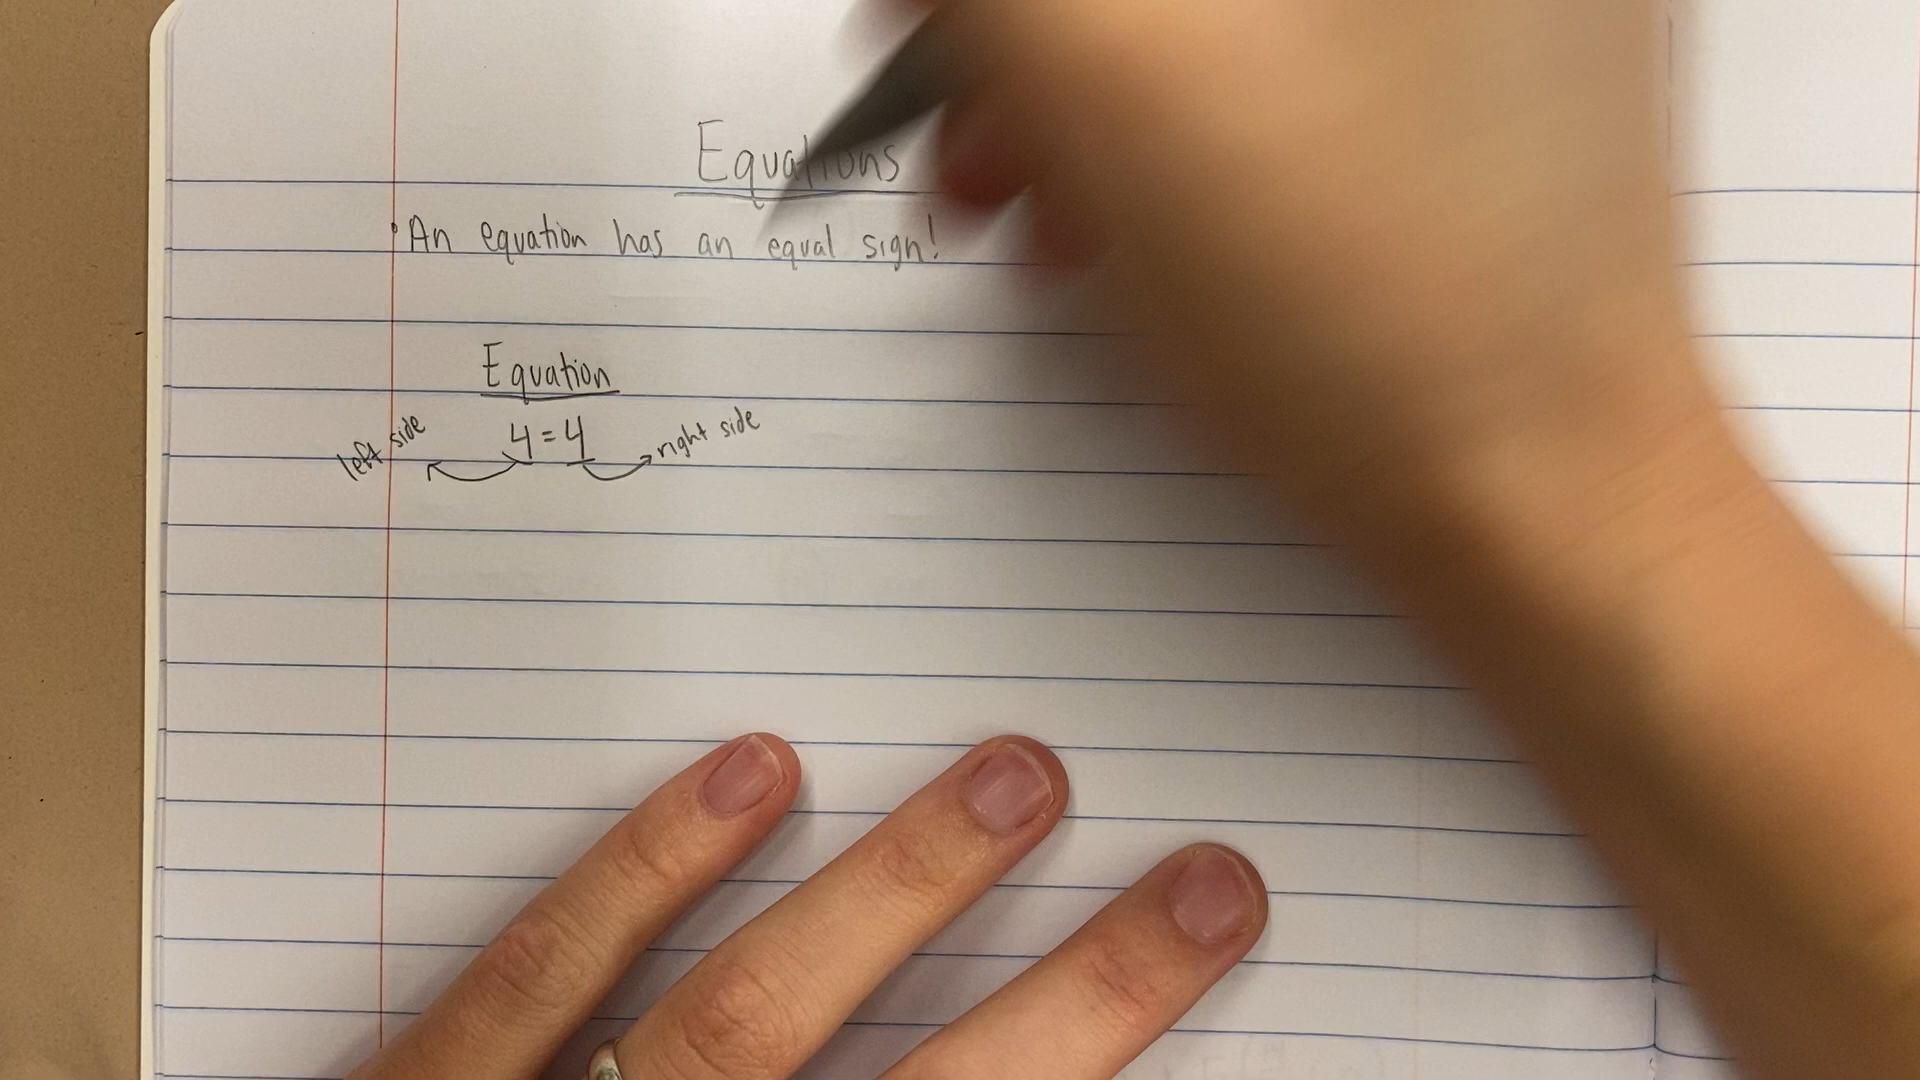 Equations
• An equation has an equal sign!
Equation
left side 4 = 4 right side